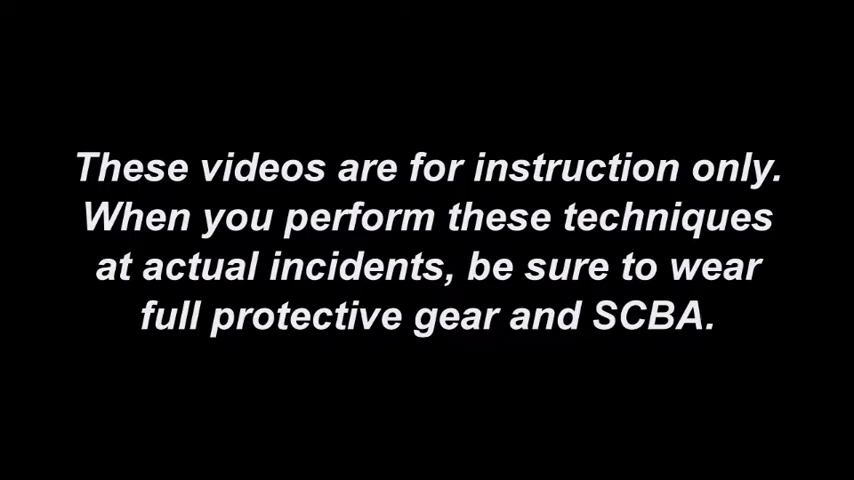 These videos are for instruction only.
When you perform these techniques
at actual incidents, be sure to wear
full protective gear and SCBA.